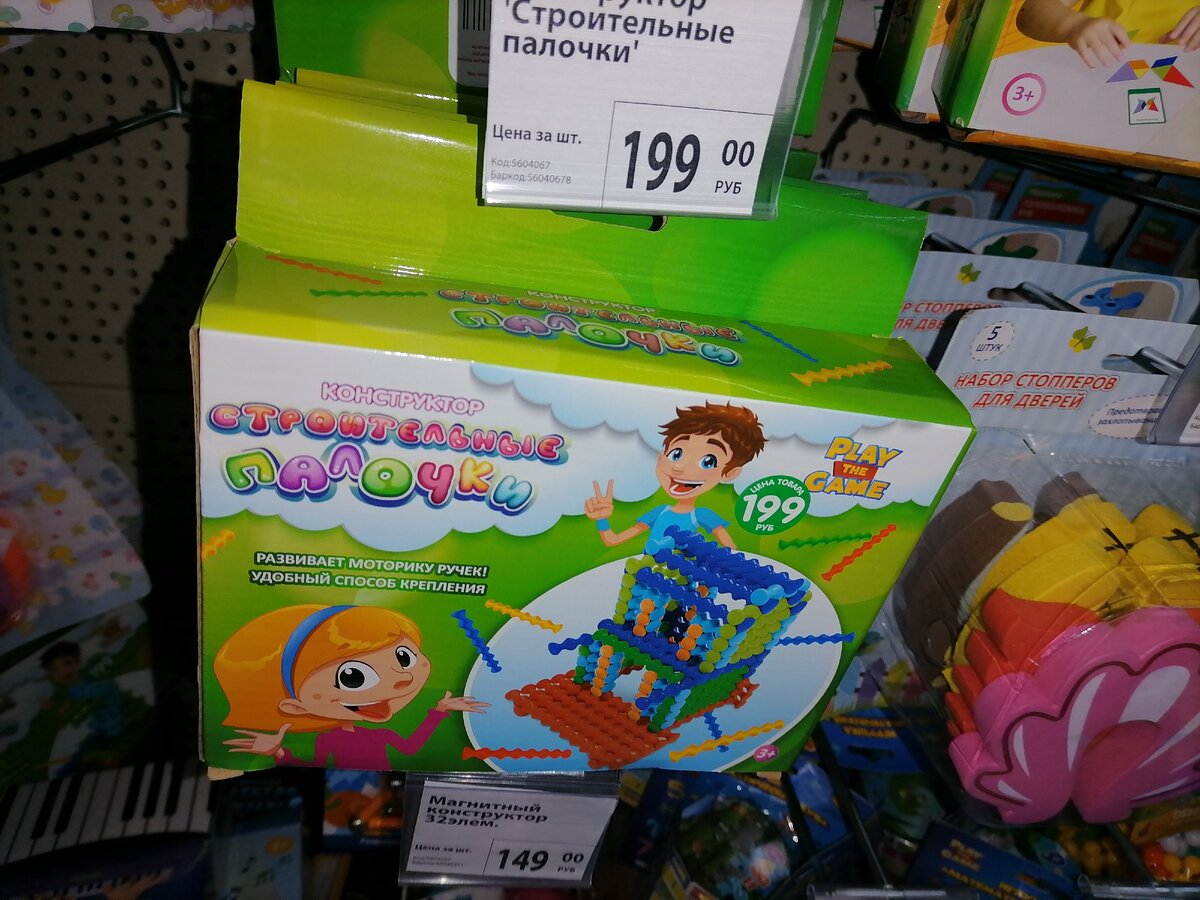 'Строительные
палочки'
Цена за шт.
199 00
РУБ
Код:5604067
Баркод:56040678
3+
КОНСТРУКТОР
СТРОИТЕЛЬНЫЕ
ПАЛОЧКИ
КОНСТРУКТОР
СТРОИТЕЛЬНЫЕ
ПАЛОЧКИ
РАЗВИВАЕТ МОТОРИКУ РУЧЕК!
УДОБНЫЙ СПОСОБ КРЕПЛЕНИЯ
PLAY
THE
GAME
ЦЕНА ТОВАРА
199
РУБ
3+
5
ШТУК
НАБОР СТОППЕРОВ
ДЛЯ ДВЕРЕЙ
Магнитный
конструктор
32элем.
Цена за шт.
149 00
РУБ
PLAY
GAME